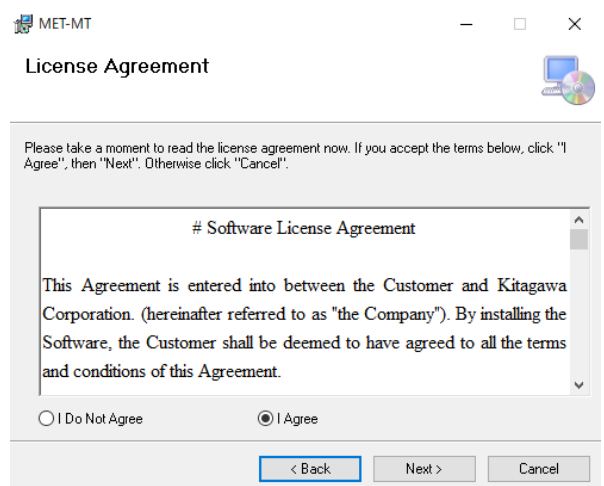 MET-MT
License Agreement
Please take a moment to read the license agreement now. If you accept the terms below, click "I
Agree", then "Next". Otherwise click "Cancel".
# Software License Agreement
This Agreement is entered into between the Customer and Kitagawa
Corporation. (hereinafter referred to as "the Company"). By installing the
Software, the Customer shall be deemed to have agreed to all the terms
and conditions of this Agreement.
I Do Not Agree I Agree
< Back Next > Cancel